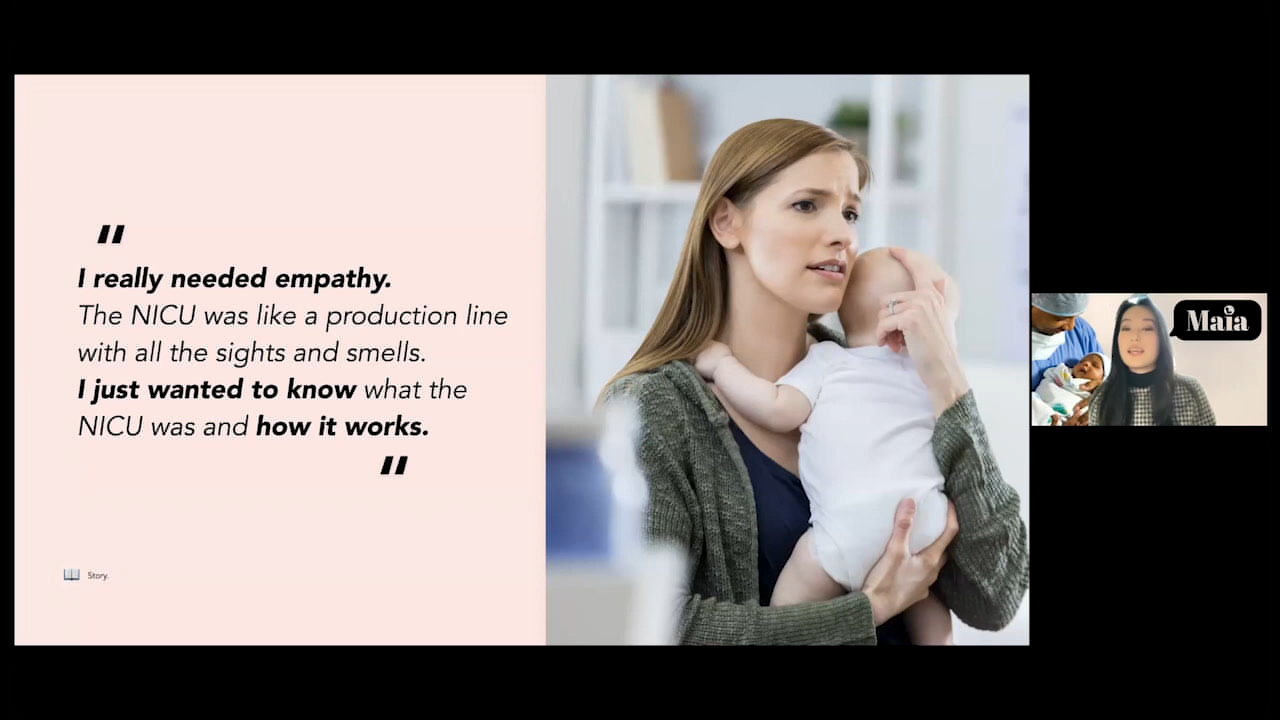 "
I really needed empathy.
The NICU was like a production line
with all the sights and smells.
I just wanted to know what the
NICU was and how it works.
"
Story.
Maia